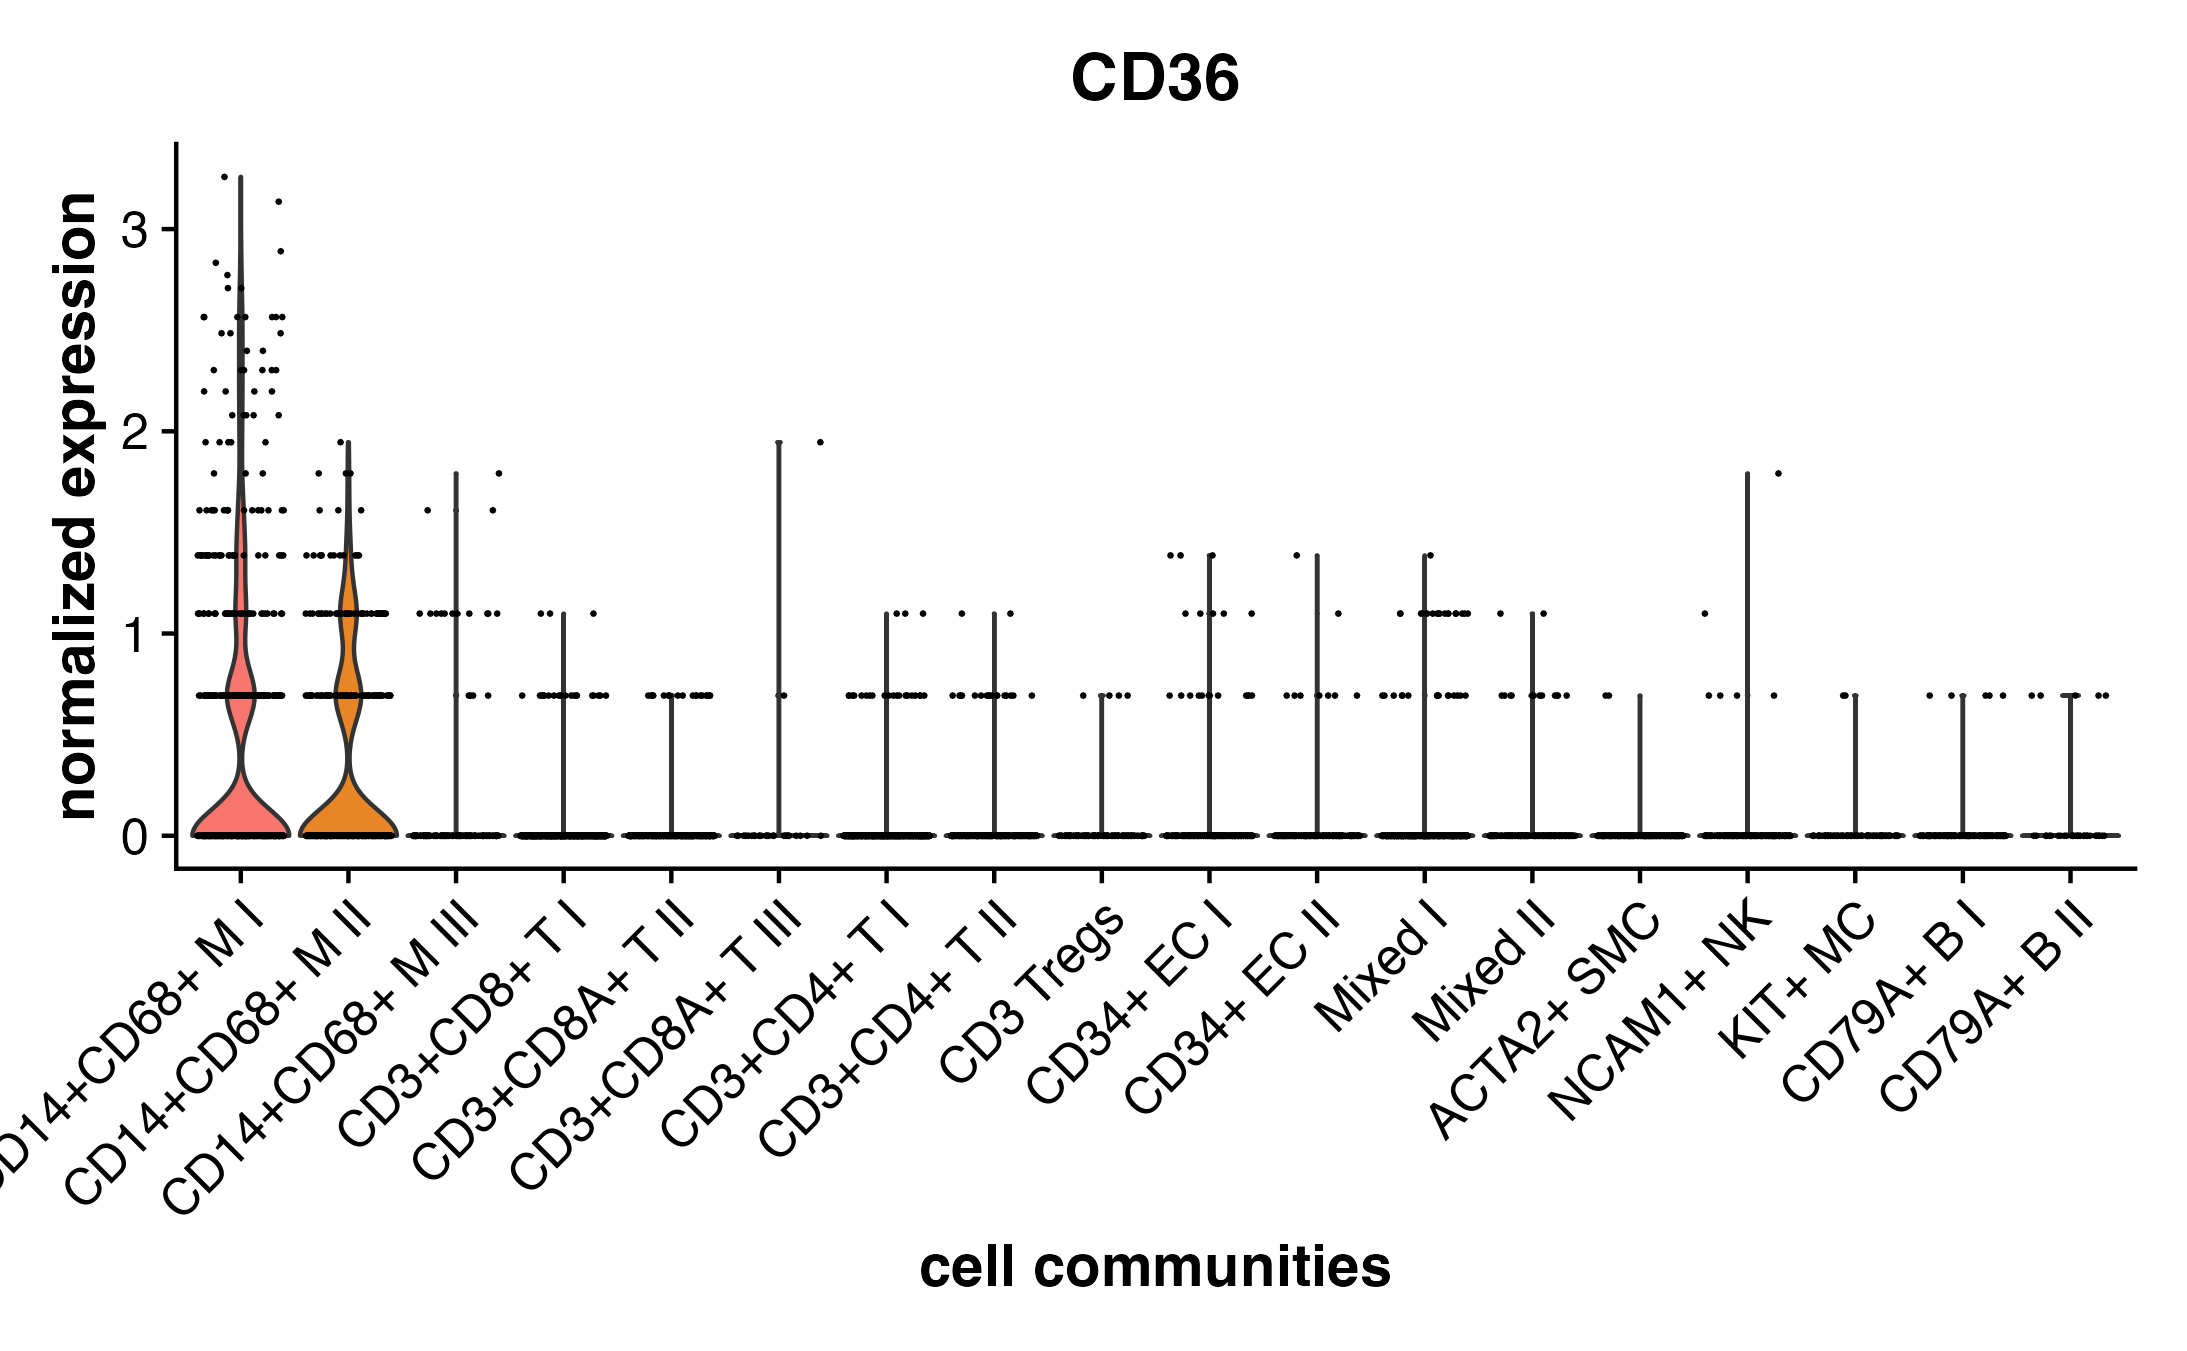 CD36
normalized expression
3
2
1
0
D14+CD68+ M I
CD14+CD68+ M II
CD14+CD68+ M III
CD3+CD8+ T I
CD3+CD8A+ T II
CD3+CD8A+ T III
CD3+CD4+ T I
CD3+CD4+ T II
CD3 Tregs
CD34+ EC I
CD34+ EC II
Mixed I
Mixed II
ACTA2+ SMC
NCAM1+ NK
KIT+ MC
CD79A+ B I
CD79A+ B II
cell communities